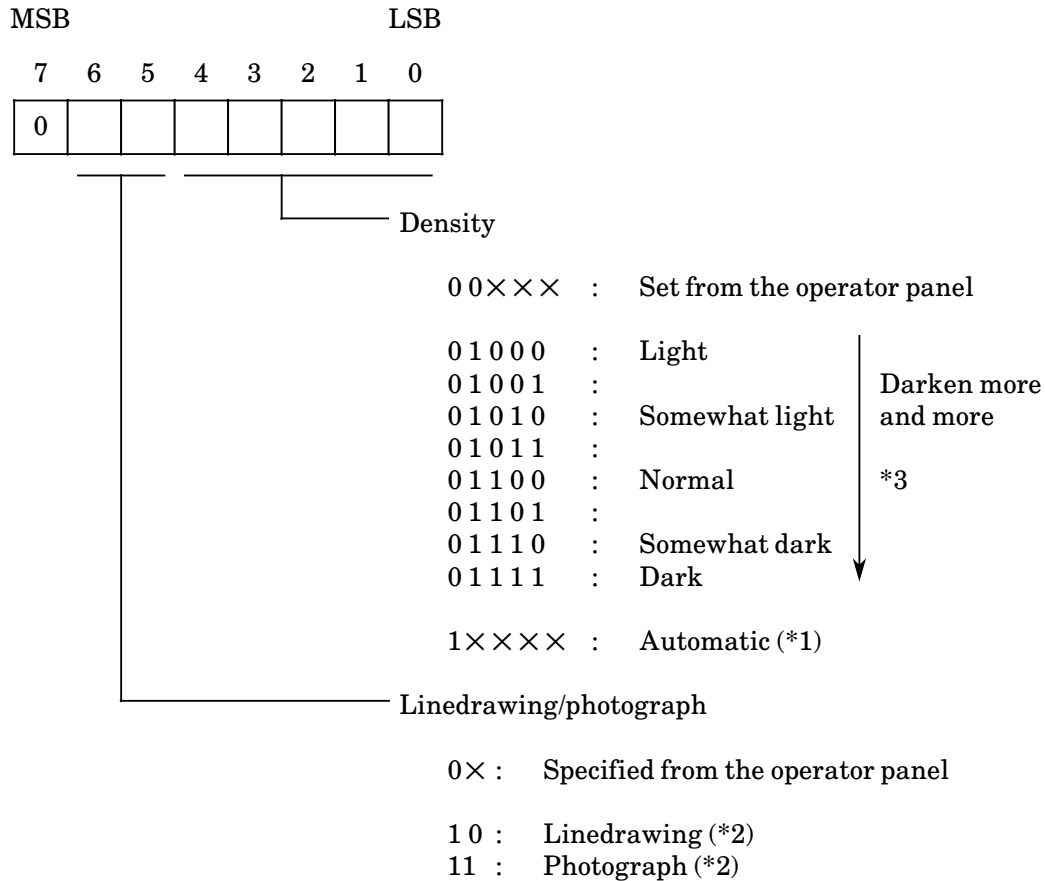 MSB LSB
7 6 5 4 3 2 1 0
0
Density
0 0××× : Set from the operator panel
0 1 0 0 0 : Light
0 1 0 0 1 : Darken more
0 1 0 1 0 : Somewhat light and more
0 1 0 1 1 :
0 1 1 0 0 : Normal *3
0 1 1 0 1 :
0 1 1 1 0 : Somewhat dark
0 1 1 1 1 : Dark
1×××× : Automatic (*1)
Linedrawing/photograph
0× : Specified from the operator panel
1 0 : Linedrawing (*2)
11 : Photograph (*2)